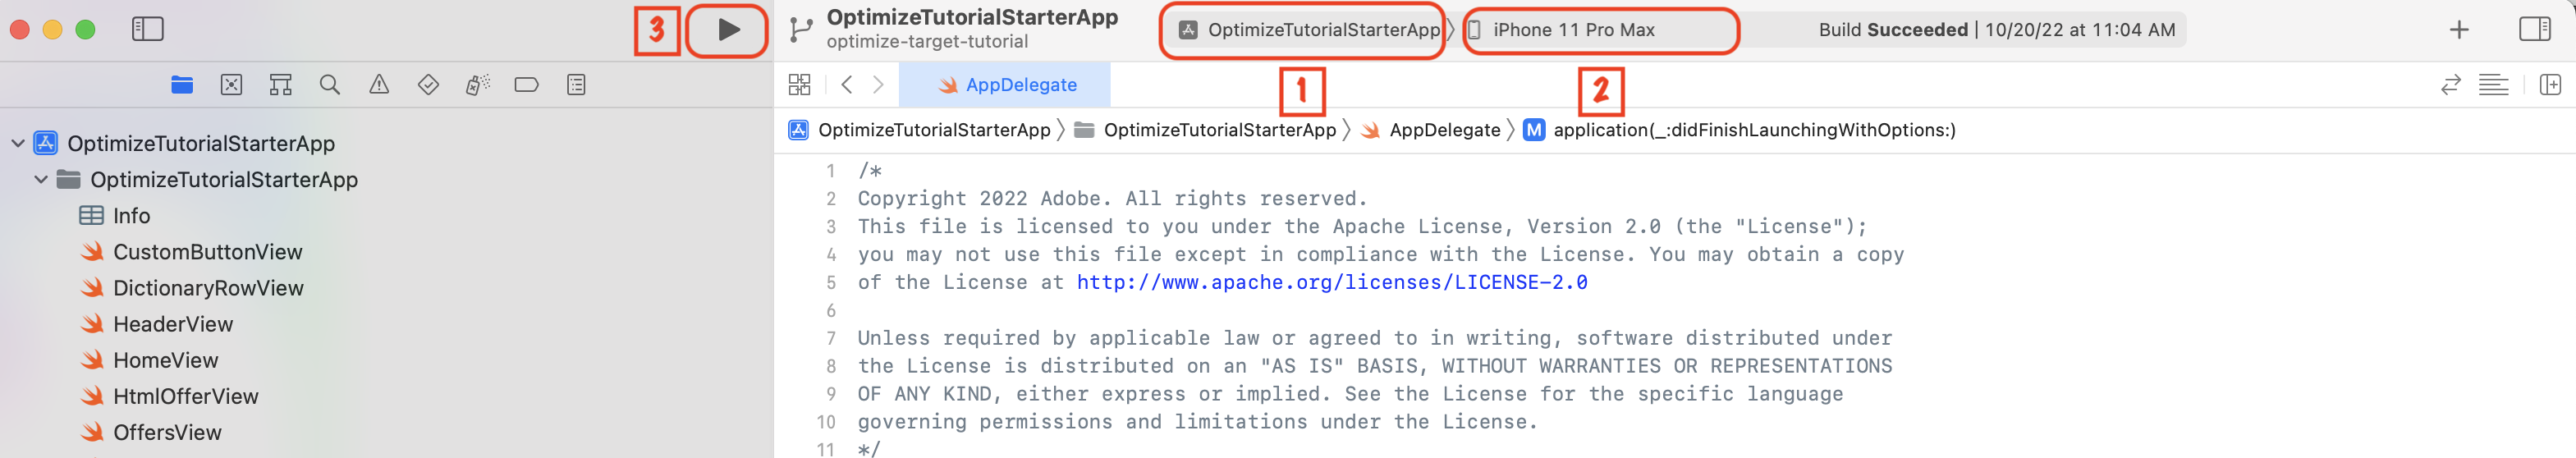 3
OptimizeTutorialStarterApp
optimize-target-tutorial
OptimizeTutorialStarterApp
iPhone 11 Pro Max
Build Succeeded | 10/20/22 at 11:04 AM
1
2
AppDelegate
OptimizeTutorialStarterApp
OptimizeTutorialStarterApp
Info
CustomButtonView
DictionaryRowView
HeaderView
HomeView
HtmlOfferView
OffersView
OptimizeTutorialStarterApp OptimizeTutorialStarterApp AppDelegate M application(_:didFinishLaunchingWithOptions:)
1 /*
2 Copyright 2022 Adobe. All rights reserved.
3 This file is licensed to you under the Apache License, Version 2.0 (the "License");
4 you may not use this file except in compliance with the License. You may obtain a copy
5 of the License at http://www.apache.org/licenses/LICENSE-2.0
6
7 Unless required by applicable law or agreed to in writing, software distributed under
8 the License is distributed on an "AS IS" BASIS, WITHOUT WARRANTIES OR REPRESENTATIONS
9 OF ANY KIND, either express or implied. See the License for the specific language
10 governing permissions and limitations under the License.
11 */